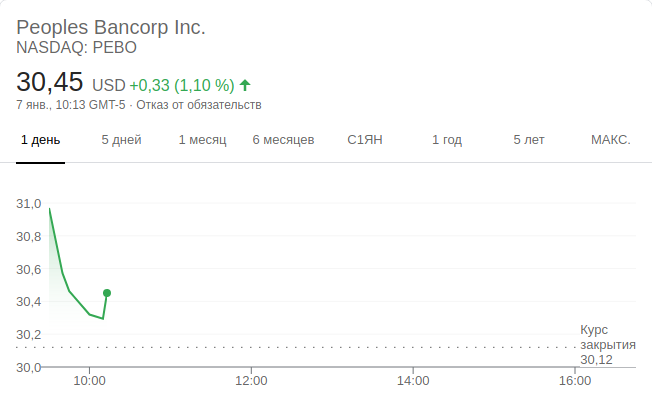 Peoples Bancorp Inc.
NASDAQ: PEBO
30,45 USD +0,33 (1,10 %)
7 янв., 10:13 GMT-5 · Отказ от обязательств
1 день 5 дней 1 месяц 6 месяцев С1ЯН 1 год 5 лет МАКС.
31,0
30,8
30,6
30,4
30,2
30,0
Курс
закрытия
30,12
10:00 12:00 14:00 16:00